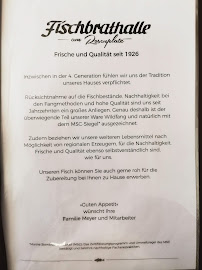 Fischbrathalle
am Rosenplatz
Frische und Qualität seit 1926
Inzwischen in der 4. Generation fühlen wir uns der Tradition
unseres Hauses verpflichtet.
Rücksichtnahme auf die Fischbestände, Nachhaltigkeit bei
den Fangmethoden und hohe Qualität sind uns seit
Jahrzehnten ein großes Anliegen. Genau deshalb ist der
überwiegende Teil unserer Ware Wildfang und natürlich mit
dem MSC Siegel* ausgezeichnet.
Zudem beziehen wir unsere weiteren Lebensmittel nach
Möglichkeit von regionalen Erzeugern, für die Nachhaltigkeit,
Frische und Qualität ebenso selbstverständlich sind,
wie für uns.
Unseren Fisch können Sie auch gerne roh für die
Zubereitung bei Ihnen zu Hause erwerben.
«Guten Appetit»
wünscht Ihre
Familie Meyer und Mitarbeiter